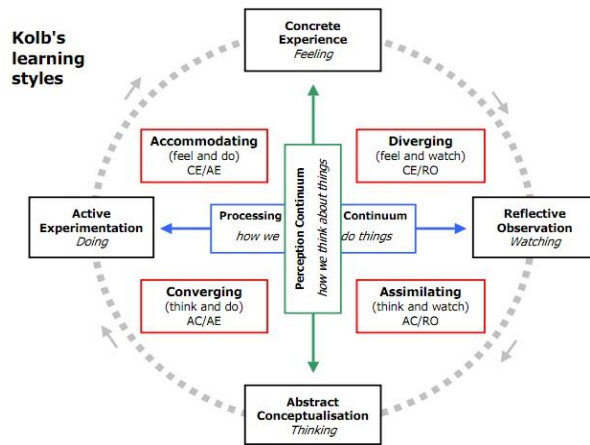 Kolb's
learning
styles
Concrete
Experience
Feeling
Accommodating
(feel and do)
CE/AE
Diverging
(feel and watch)
CE/RO
Active
Experimentation
Doing
Processing Continuum
how we do things
Perception Continuum
how we think about things
Reflective
Observation
Watching
Converging
(think and do)
AC/AE
Assimilating
(think and watch)
AC/RO
Abstract
Conceptualisation
Thinking